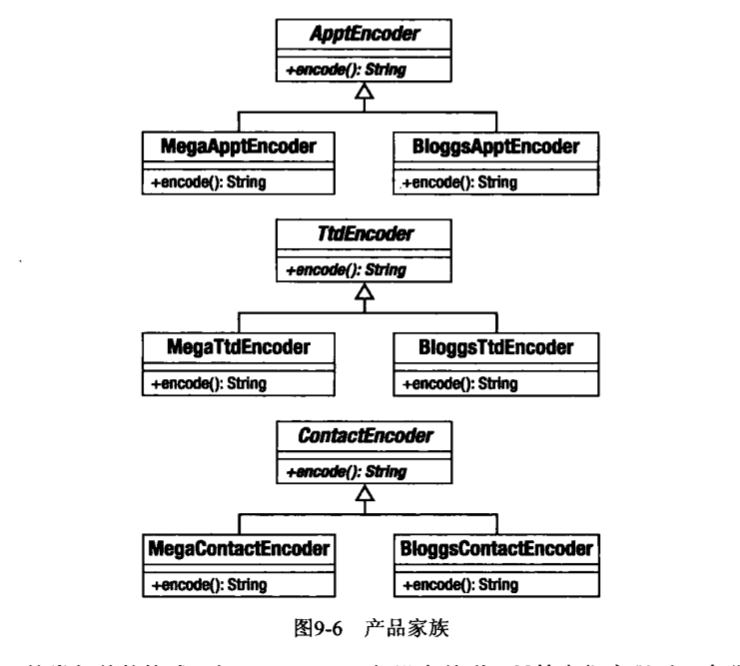 ApptEncoder
+encode(): String
MegaApptEncoder
+encode(): String
BloggsApptEncoder
+encode(): String
TtdEncoder
+encode(): String
MegaTtdEncoder
+encode(): String
BloggsTtdEncoder
+encode(): String
ContactEncoder
+encode(): String
MegaContactEncoder
+encode(): String
BloggsContactEncoder
+encode(): String
图9-6 产品家族